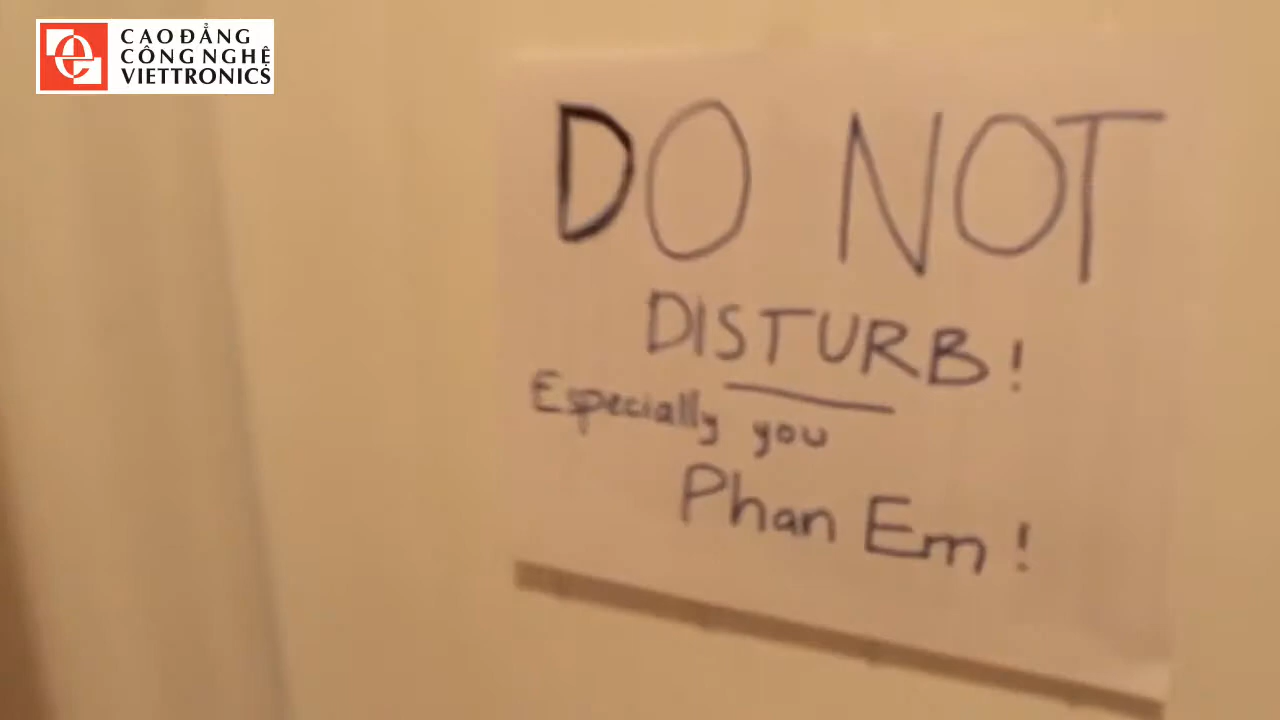 CAO ĐẲNG
CÔNG NGHỆ
VIETTRONICS
DO NOT
DISTURB!
Especially you
Phan Em!